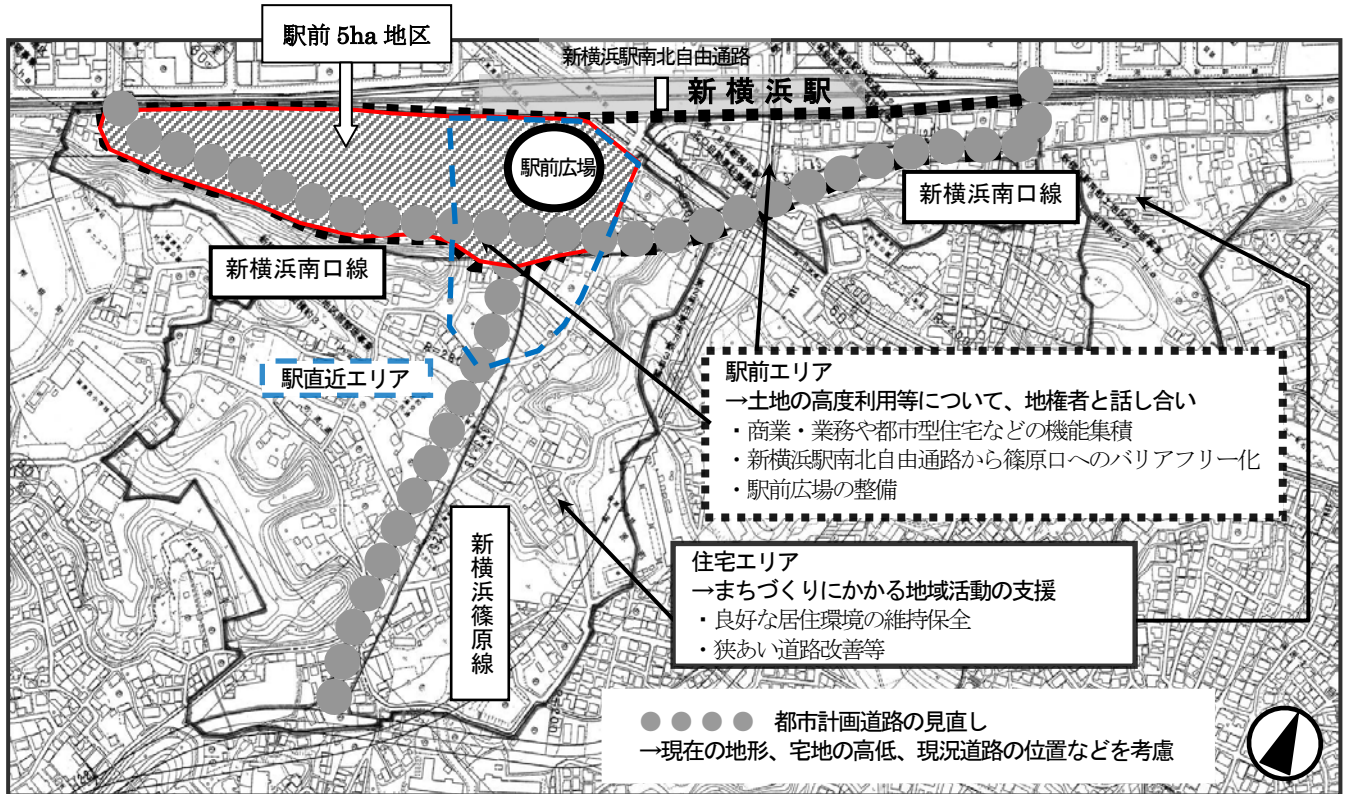 駅前 5ha 地区
新横浜駅南北自由通路
新 横 浜 駅
駅前広場
新横浜南口線
新横浜南口線
駅直近エリア
駅前エリア
→土地の高度利用等について、地権者と話し合い
・商業・業務や都市型住宅などの機能集積
・新横浜駅南北自由通路から篠原口へのバリアフリー化
・駅前広場の整備
新横浜篠原線
住宅エリア
→まちづくりにかかる地域活動の支援
・良好な居住環境の維持保全
・狭あい道路改善等
都市計画道路の見直し
→現在の地形、宅地の高低、現況道路の位置などを考慮